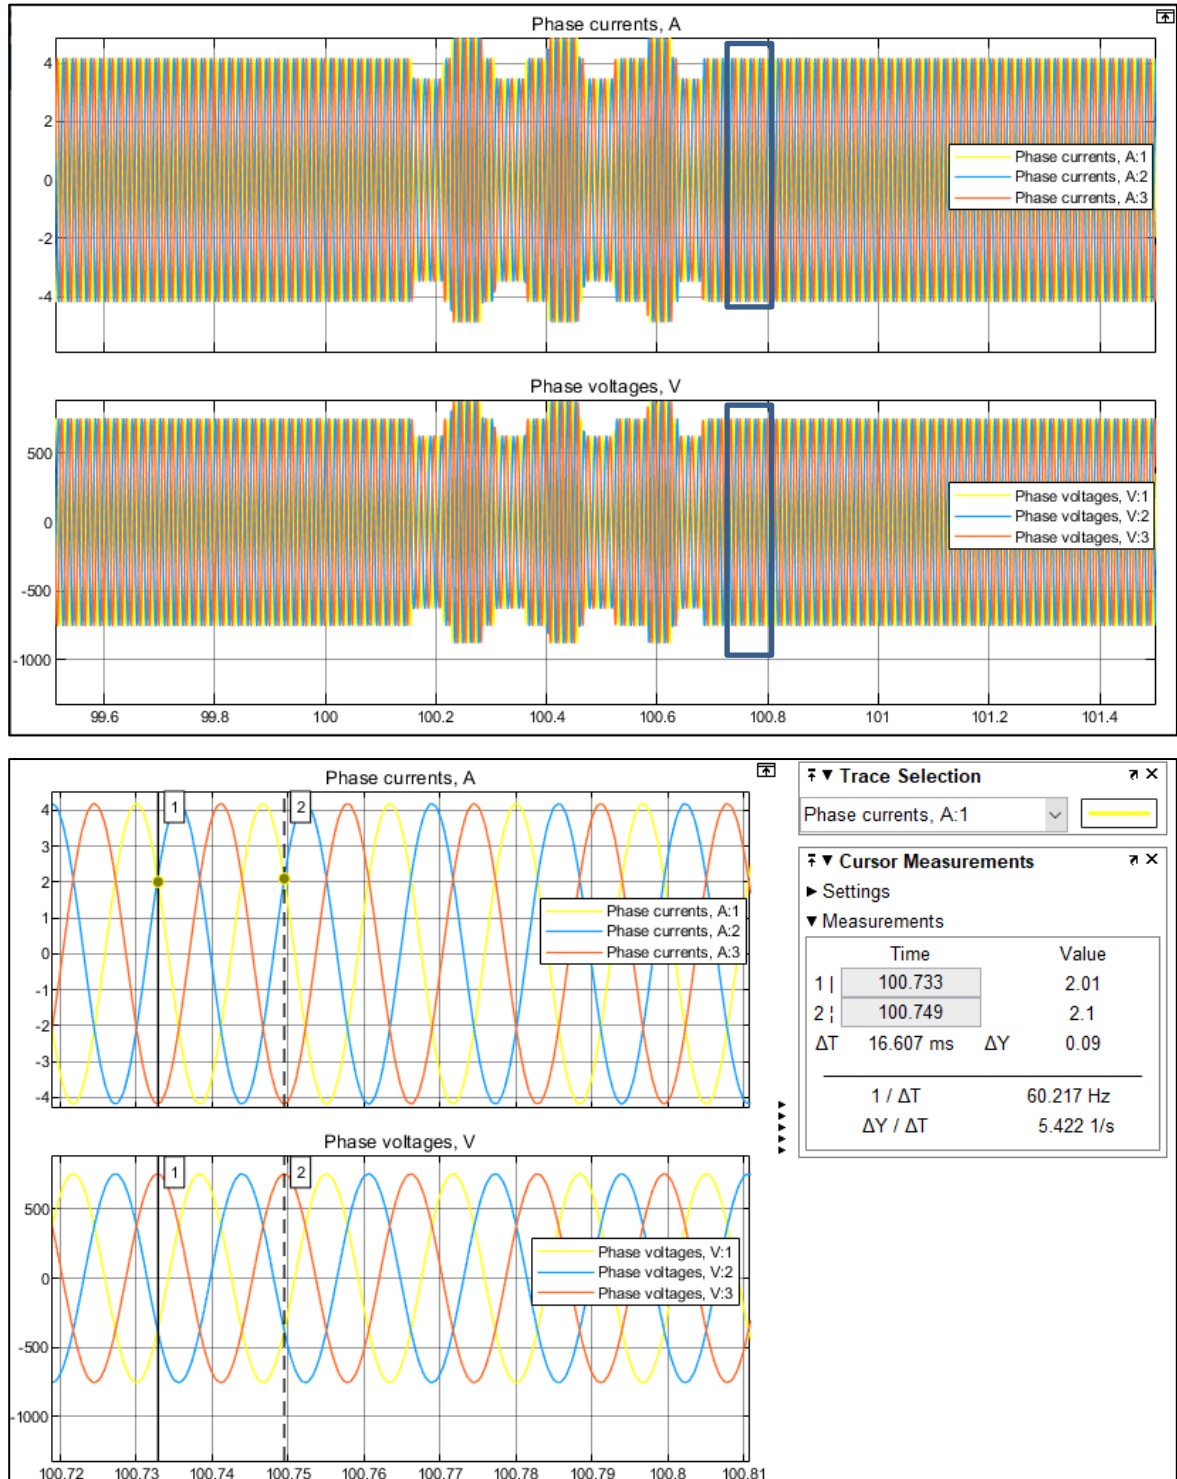 Phase currents, A
4
2
0
-2
-4
Phase currents, A:1
Phase currents, A:2
Phase currents, A:3
Phase voltages, V
500
0
-500
-1000
Phase voltages, V:1
Phase voltages, V:2
Phase voltages, V:3
99.6 99.8 100 100.2 100.4 100.6 100.8 101 101.2 101.4
Phase currents, A
1 2
4
3
2
1
0
-1
-2
-3
-4
Phase currents, A:1
Phase currents, A:2
Phase currents, A:3
Phase voltages, V
1 2
500
0
-500
-1000
Phase voltages, V:1
Phase voltages, V:2
Phase voltages, V:3
100.72 100.73 100.74 100.75 100.76 100.77 100.78 100.79 100.8 100.81
Trace Selection
Phase currents, A:1
Cursor Measurements
Settings
Measurements
Time Value
1 | 100.733 2.01
2 ¦ 100.749 2.1
ΔT 16.607 ms ΔY 0.09
1 / ΔT 60.217 Hz
ΔY / ΔT 5.422 1/s